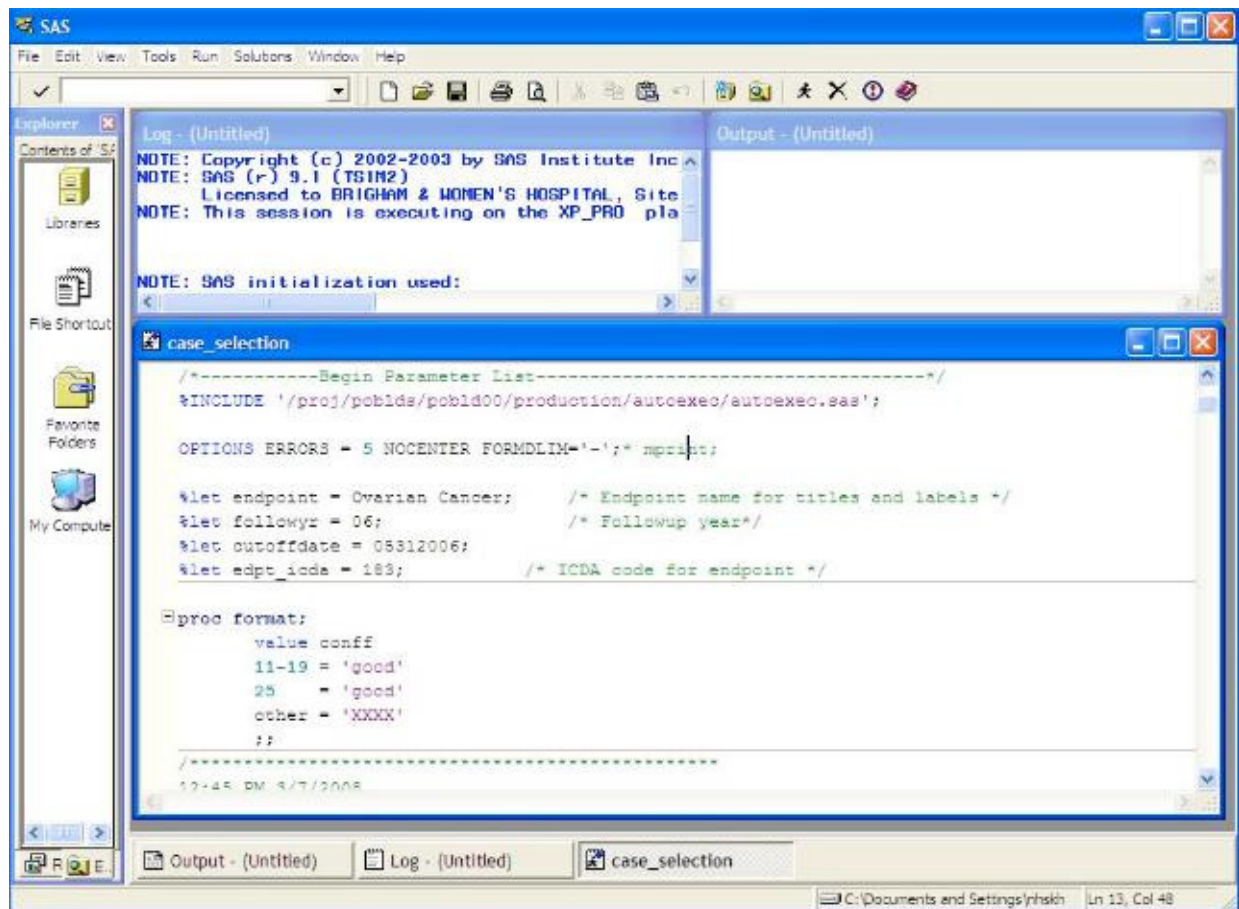 SAS
File Edit View Tools Run Solutions Window Help
Explorer
Contents of 'SA
Libraries
File Shortcut
Favorite
Folders
My Compute
Log - (Untitled)
NOTE: Copyright (c) 2002-2003 by SAS Institute Inc
NOTE: SAS (r) 9.1 (TS1M2)
Licensed to BRIGHAM & WOMEN'S HOSPITAL, Site
NOTE: This session is executing on the XP_PRO pla
NOTE: SAS initialization used:
Output - (Untitled)
case_selection
/*-----------Begin Parameter List-------------------------------------*/
%INCLUDE '/proj/poblds/pobld00/production/autoexec/autoexec.sas';
OPTIONS ERRORS = 5 NOCENTER FORMDLIM='-';* mprint;
%let endpoint = Ovarian Cancer; /* Endpoint name for titles and labels */
%let followyr = 06; /* Followup year*/
%let cutoffdate = 05312006;
%let edpt_icda = 183; /* ICDA code for endpoint */
proc format;
value conff
11-19 = 'good'
25 = 'good'
other = 'XXXX'
;;
/**************************************************
12:45 PM 3/7/2008
R E..
Output - (Untitled)
Log - (Untitled)
case_selection
C:\Documents and Settings\nhskh
Ln 13, Col 48